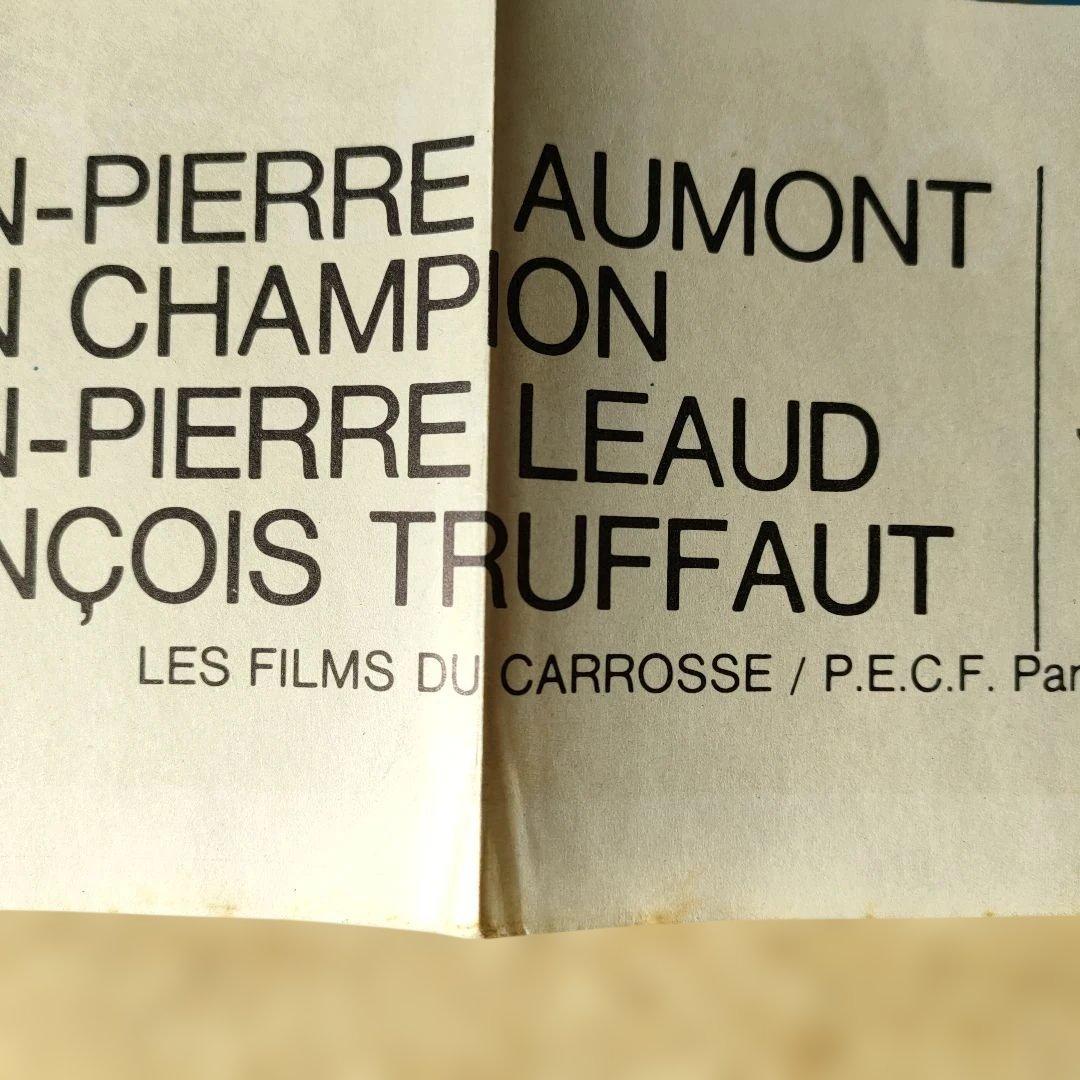 N-PIERRE AUMONT
N CHAMPION
N-PIERRE LEAUD
NÇOIS TRUFFAUT
LES FILMS DU CARROSSE / P.E.C.F. Par